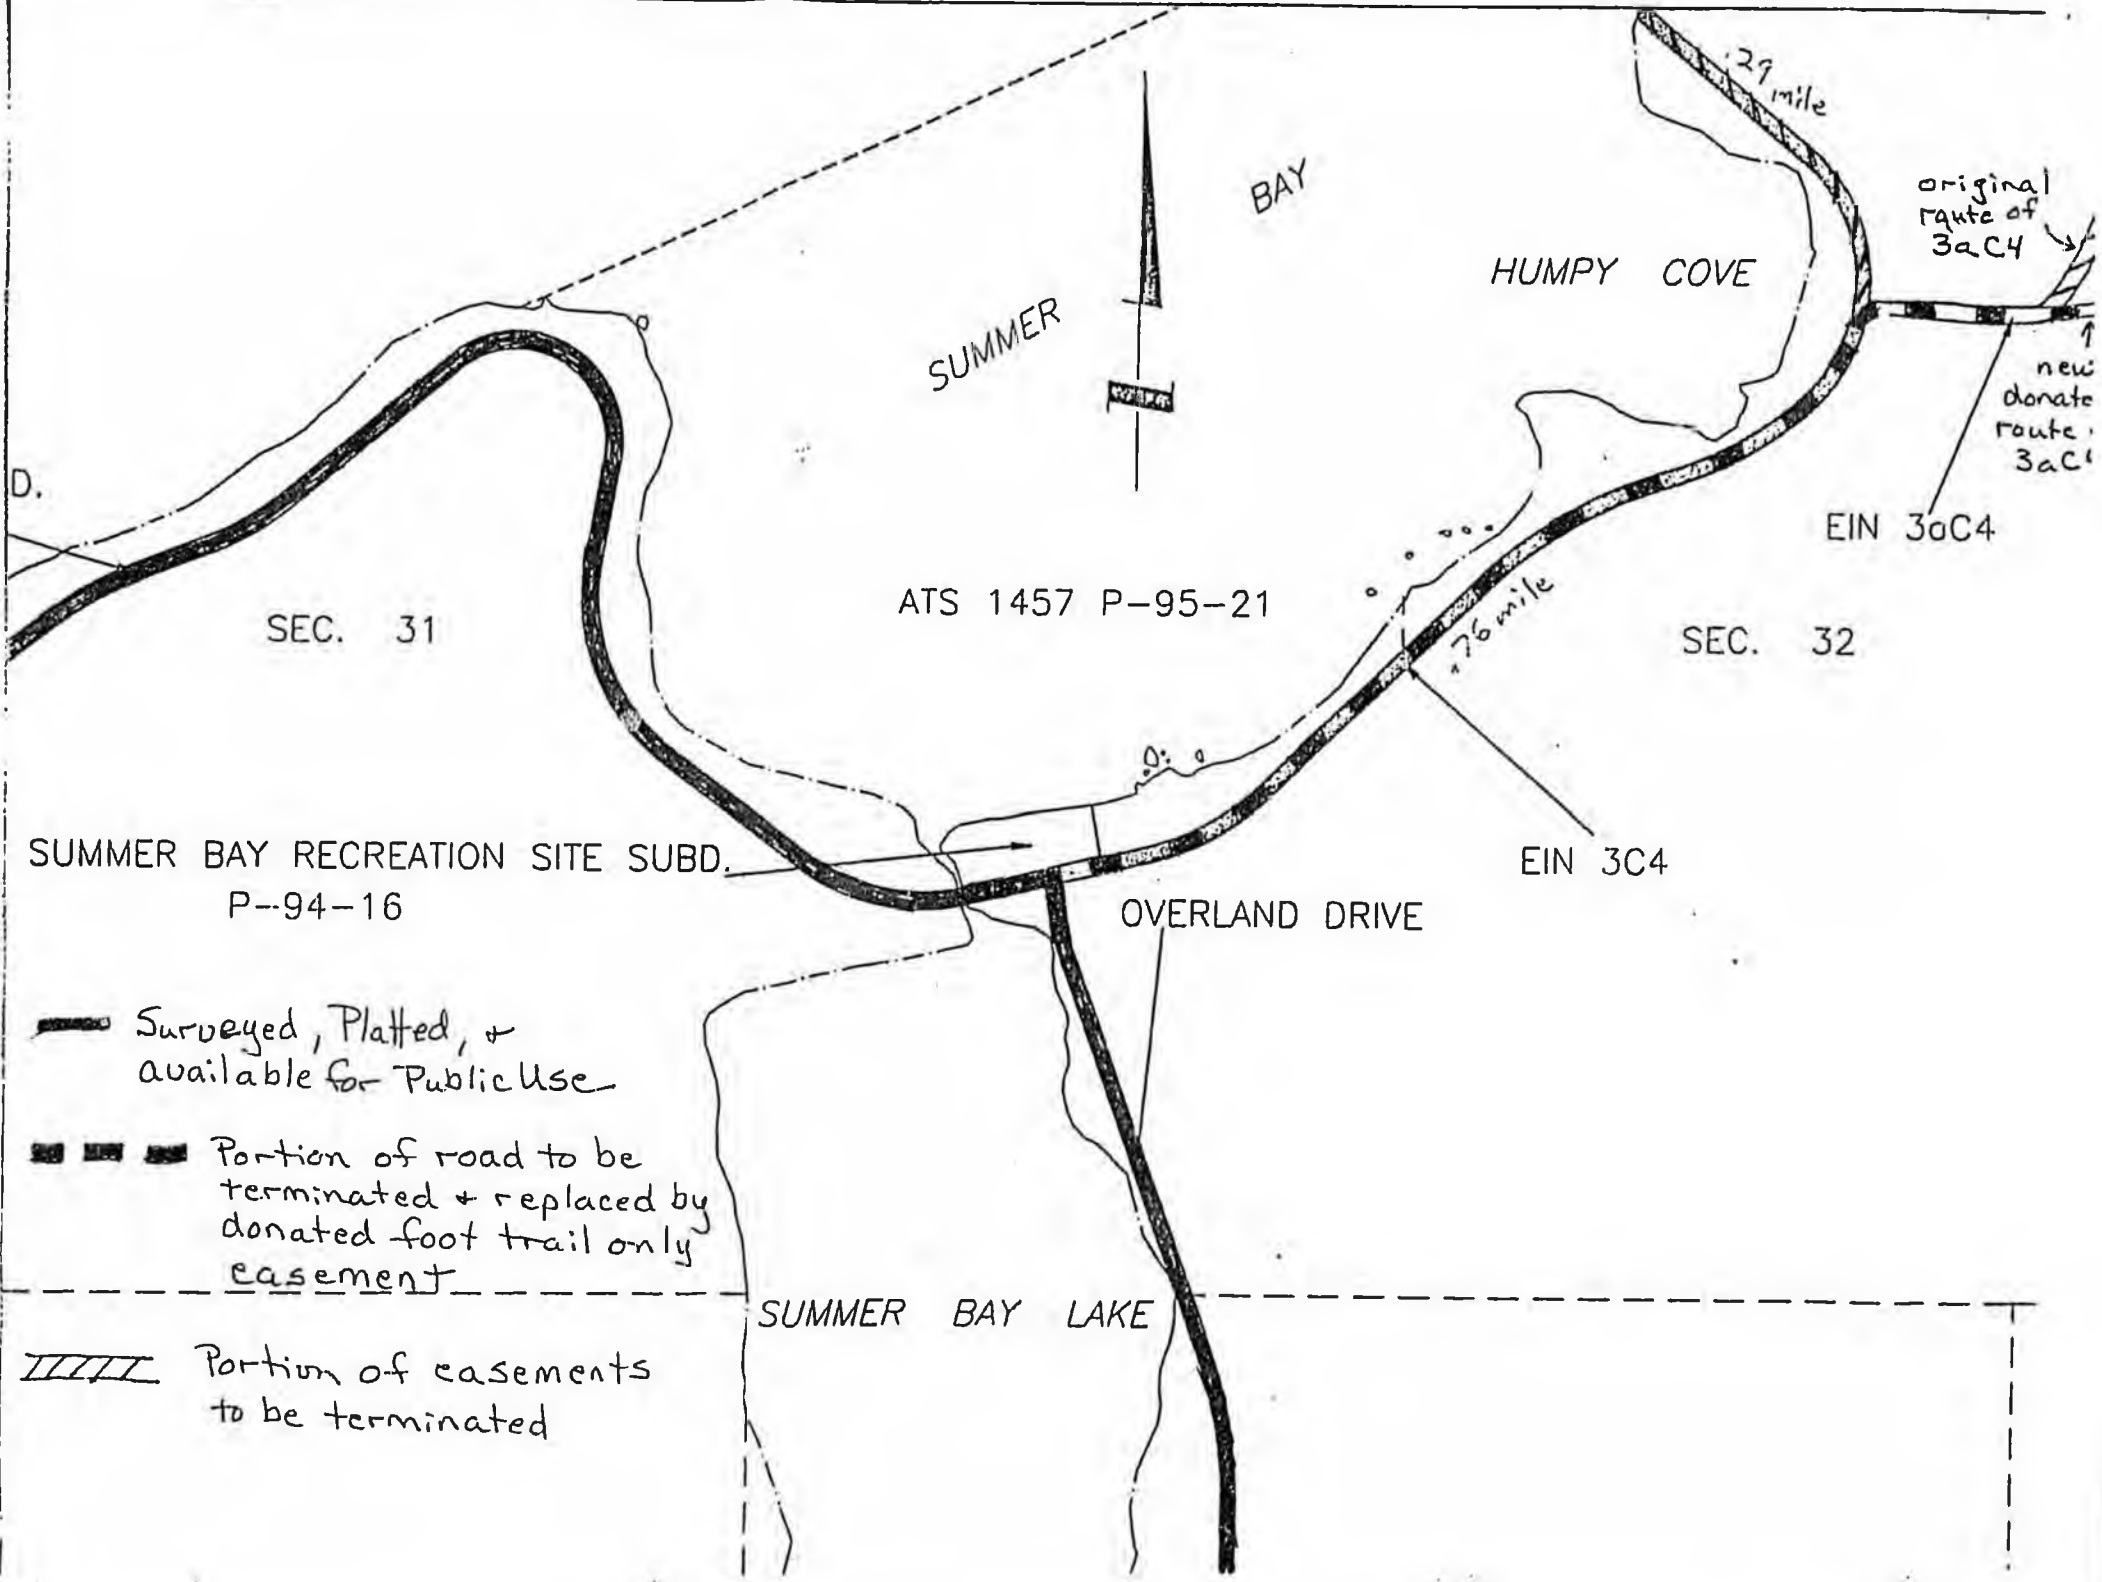 .29
mile
original
route of
3aC4
BAY
HUMPY COVE
SUMMER
new
donate
route
3aC
D.
EIN 3aC4
ATS 1457 P-95-21
SEC. 31
.76 mile
SEC. 32
SUMMER BAY RECREATION SITE SUBD.
P-94-16
EIN 3C4
OVERLAND DRIVE
Surveyed, Platted, +
available for Public Use
Portion of road to be
terminated + replaced by
donated foot trail only
easement
SUMMER BAY LAKE
Portion of easements
to be terminated